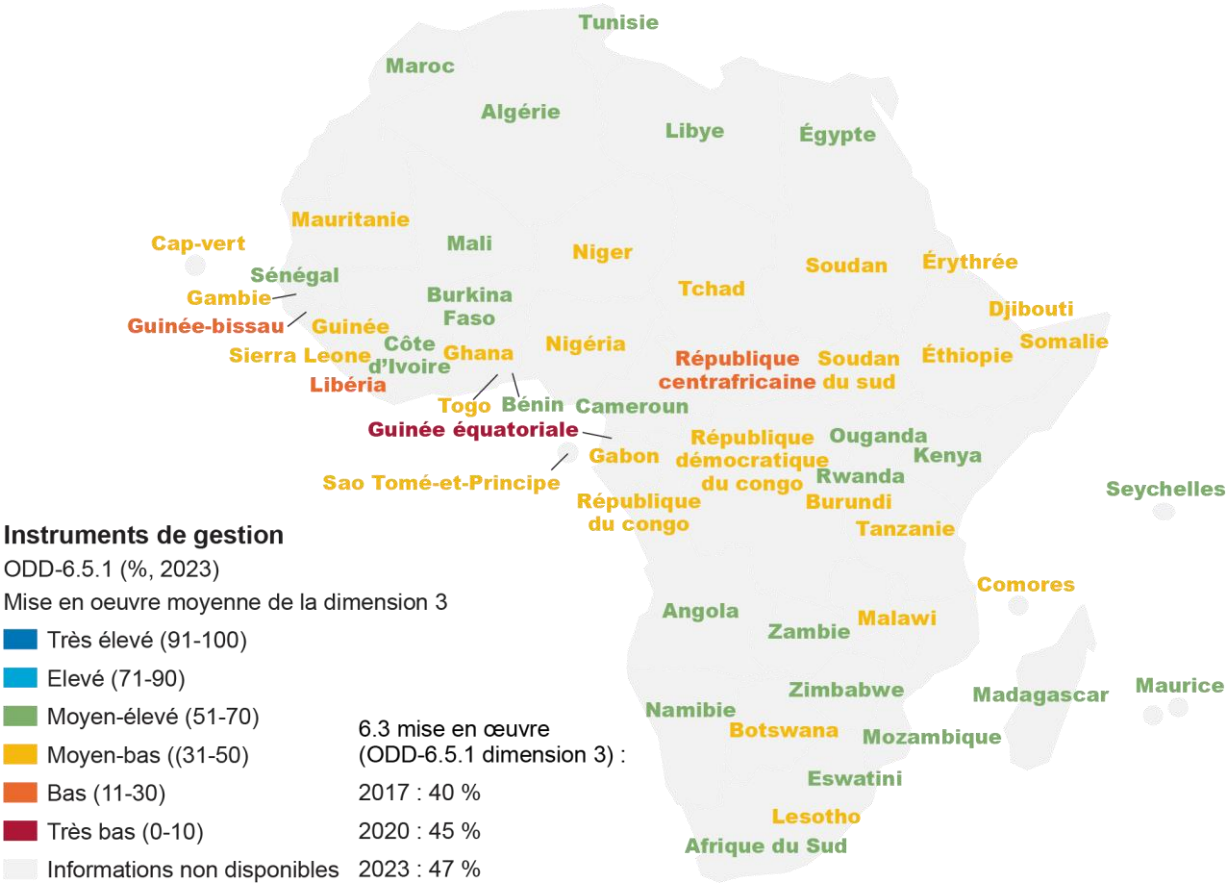 Tunisie
Maroc
Algérie
Libye
Égypte
Mauritanie
Cap-vert
Mali
Niger
Soudan
Érythrée
Sénégal
Gambie
Burkina
Faso
Tchad
Djibouti
Guinée-bissau
Guinée
Côte
d'Ivoire
Ghana
Nigéria
Somalie
Sierra Leone
République
centrafricaine
Soudan
du sud
Éthiopie
Libéria
Togo
Bénin
Cameroun
Guinée équatoriale
Gabon
République
démocratique
du congo
Ouganda
Kenya
Rwanda
Sao Tomé-et-Principe
République
du congo
Burundi
Seychelles
Tanzanie
Comores
Angola
Zambie
Malawi
Zimbabwe
Madagascar
Maurice
Namibie
Botswana
Mozambique
Eswatini
Lesotho
Afrique du Sud
Instruments de gestion
ODD-6.5.1 (%, 2023)
Mise en oeuvre moyenne de la dimension 3
Très élevé (91-100)
Elevé (71-90)
Moyen-élevé (51-70)
Moyen-bas ((31-50)
Bas (11-30)
Très bas (0-10)
Informations non disponibles
6.3 mise en œuvre
(ODD-6.5.1 dimension 3) :
2017 : 40 %
2020 : 45 %
2023 : 47 %